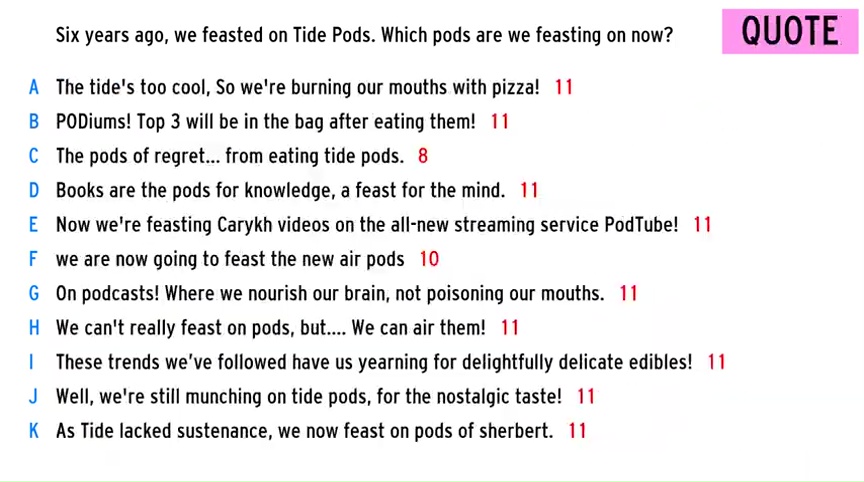 Six years ago, we feasted on Tide Pods. Which pods are we feasting on now?
QUOTE
A The tide's too cool, So we're burning our mouths with pizza! 11
B PODiums! Top 3 will be in the bag after eating them! 11
C The pods of regret... from eating tide pods. 8
D Books are the pods for knowledge, a feast for the mind. 11
E Now we're feasting Carykh videos on the all-new streaming service PodTube! 11
F we are now going to feast the new air pods 10
G On podcasts! Where we nourish our brain, not poisoning our mouths. 11
H We can't really feast on pods, but.... We can air them! 11
I These trends we’ve followed have us yearning for delightfully delicate edibles! 11
J Well, we're still munching on tide pods, for the nostalgic taste! 11
K As Tide lacked sustenance, we now feast on pods of sherbert. 11